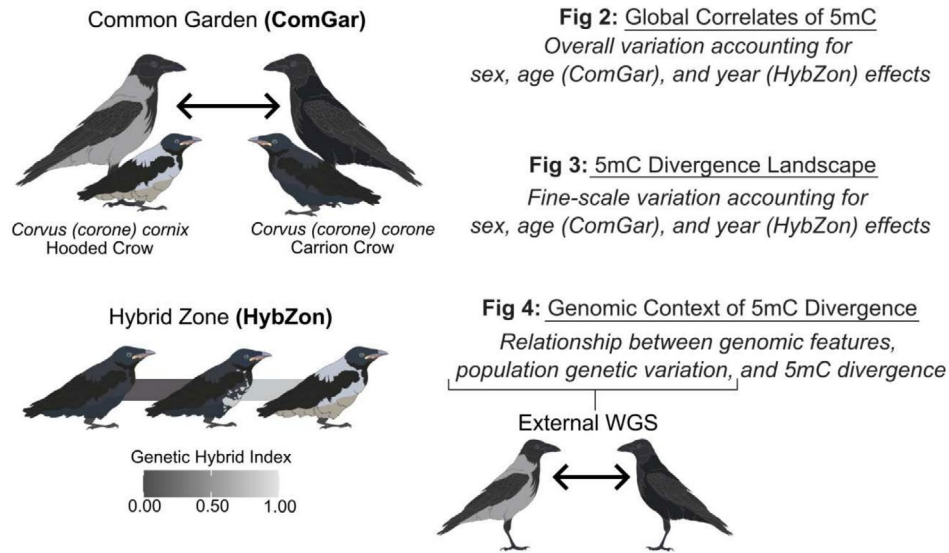 Common Garden (ComGar)
Corvus (corone) cornix
Hooded Crow
Corvus (corone) corone
Carrion Crow
Hybrid Zone (HybZon)
Genetic Hybrid Index
0.00 0.50 1.00
Fig 2: Global Correlates of 5mC
Overall variation accounting for
sex, age (ComGar), and year (HybZon) effects
Fig 3: 5mC Divergence Landscape
Fine-scale variation accounting for
sex, age (ComGar), and year (HybZon) effects
Fig 4: Genomic Context of 5mC Divergence
Relationship between genomic features,
population genetic variation, and 5mC divergence
External WGS